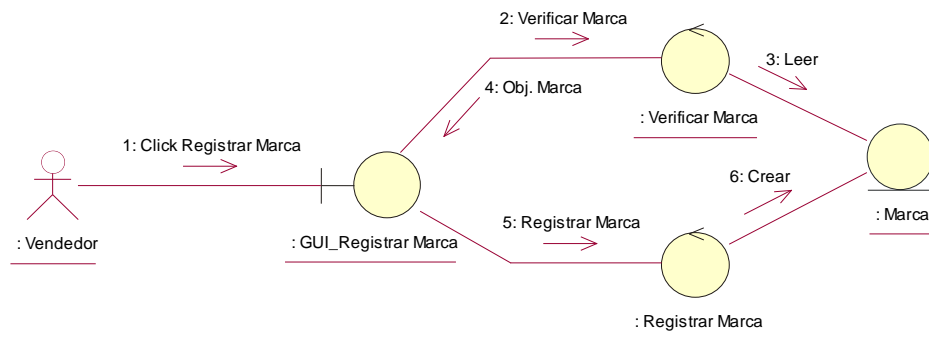 2: Verificar Marca
3: Leer
4: Obj. Marca
: Verificar Marca
1: Click Registrar Marca
6: Crear
: Marca
5: Registrar Marca
: Vendedor
: GUI_Registrar Marca
: Registrar Marca